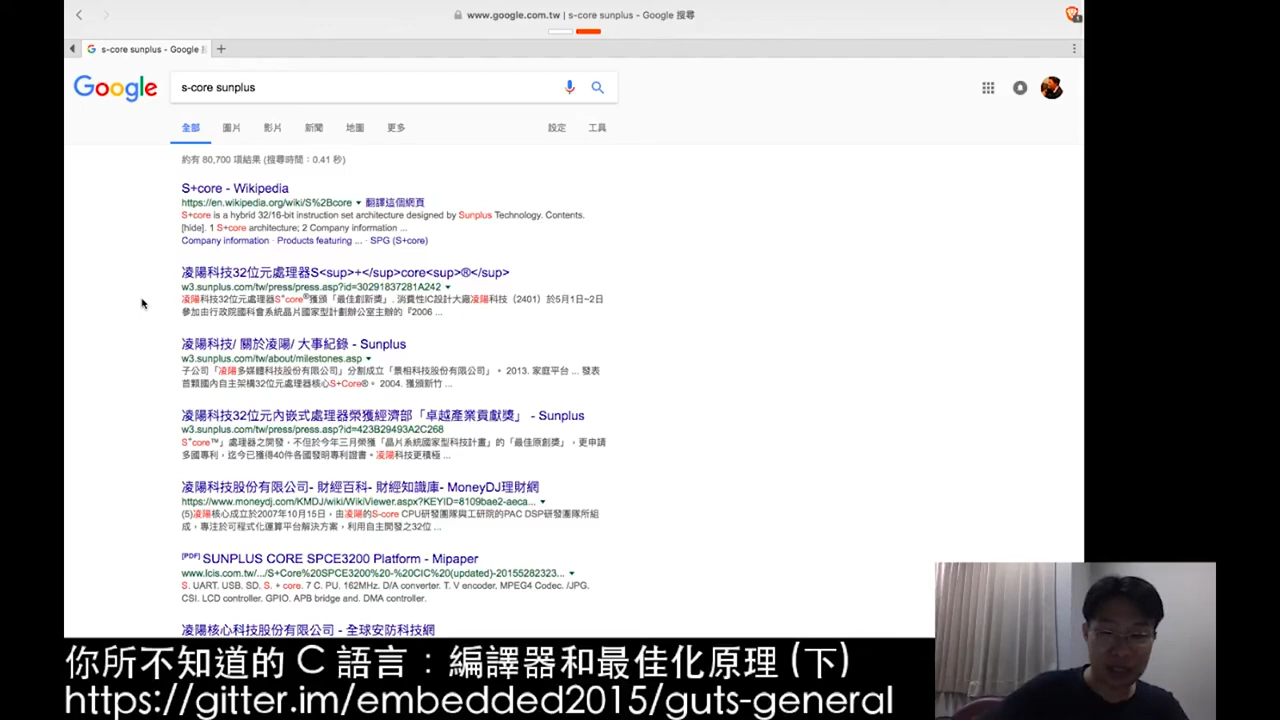 www.google.com.tw | s-core sunplus - Google 搜尋
s-core sunplus - Google 搜
Google
s-core sunplus
全部 圖片 影片 新聞 地圖 更多 設定 工具
約有 80,700 項結果 (搜尋時間：0.41 秒)
S+core - Wikipedia
https://en.wikipedia.org/wiki/S%2Bcore 翻譯這個網頁
S+core is a hybrid 32/16-bit instruction set architecture designed by Sunplus Technology. Contents.
[hide]. 1 S+core architecture; 2 Company information ...
Company information · Products featuring ... · SPG (S+core)
凌陽科技32位元處理器S<sup>+</sup>core<sup>®</sup>
w3.sunplus.com/tw/press/press.asp?id=30291837281A242
凌陽科技32位元處理器S+core®獲頒「最佳創新獎」. 消費性IC設計大廠凌陽科技（2401）於5月1日~2日
參加由行政院國科會系統晶片國家型計劃辦公室主辦的『2006 ...
凌陽科技/ 關於凌陽/ 大事紀錄 - Sunplus
w3.sunplus.com/tw/about/milestones.asp
子公司「凌陽多媒體科技股份有限公司」分割成立「景相科技股份有限公司」。 2013. 家庭平台 ... 發表
首顆國內自主架構32位元處理器核心S+Core®。 2004. 獲頒新竹 ...
凌陽科技32位元內嵌式處理器榮獲經濟部「卓越產業貢獻獎」 - Sunplus
w3.sunplus.com/tw/press/press.asp?id=423B29493A2C268
S+core™」處理器之開發，不但於今年三月榮獲「晶片系統國家型科技計畫」的「最佳原創獎」，更申請
多國專利，迄今已獲得40件各國發明專利證書。凌陽科技更積極 ...
凌陽科技股份有限公司- 財經百科- 財經知識庫- MoneyDJ理財網
https://www.moneydj.com/KMDJ/wiki/WikiViewer.aspx?KEYID=8109bae2-aeca...
(5)凌陽核心成立於2007年10月15日，由凌陽的S-core CPU研發團隊與工研院的PAC DSP研發團隊所組
成，專注於可程式化運算平台解決方案，利用自主開發之32位 ...
[PDF] SUNPLUS CORE SPCE3200 Platform - Mipaper
www.lcis.com.tw/.../S+Core%20SPCE3200%20-%20CIC%20(updated)-20155282323...
S. UART. USB. SD. S. + core. 7 C. PU. 162MHz. D/A converter. T. V encoder. MPEG4 Codec. /JPG.
CSI. LCD controller. GPIO. APB bridge and. DMA controller.
凌陽核心科技股份有限公司 - 全球安防科技網
你所不知道的 C 語言：編譯器和最佳化原理 (下)
https://gitter.im/embedded2015/guts-general